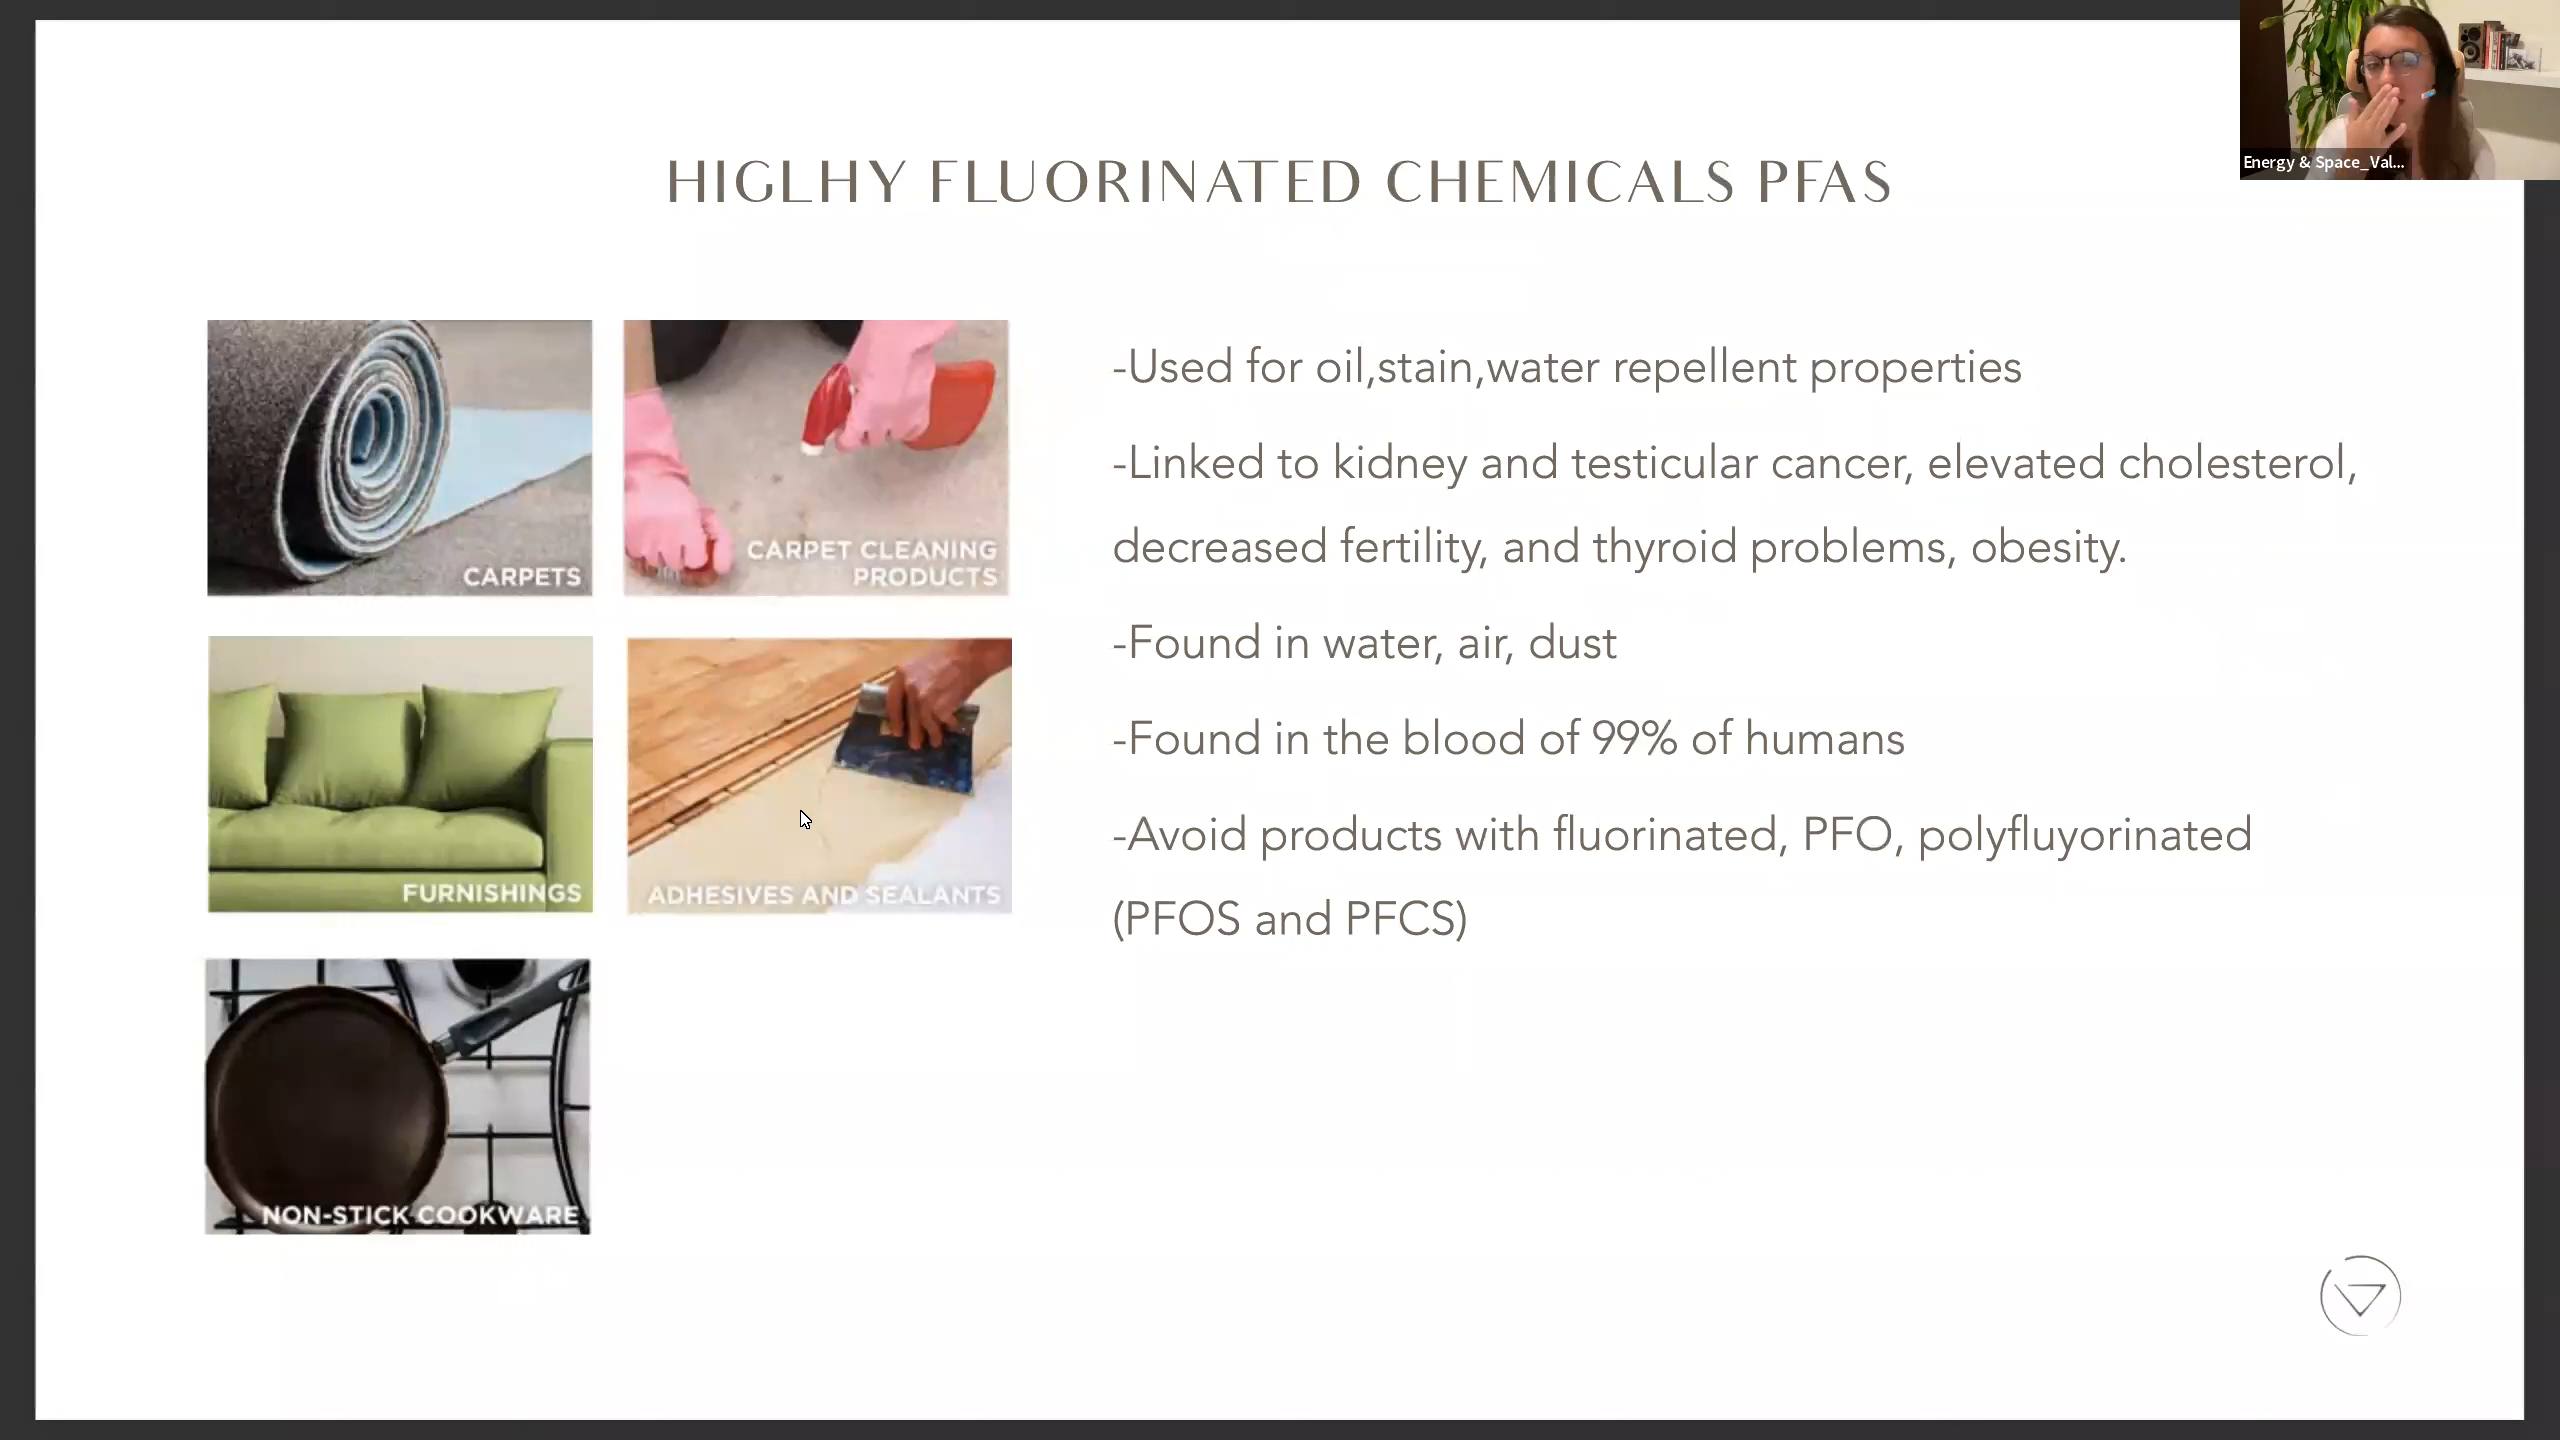 Energy & Space_Val...
HIGLHY FLUORINATED CHEMICALS PFAS
CARPETS
CARPET CLEANING
PRODUCTS
FURNISHINGS
ADHESIVES AND SEALANTS
NON-STICK COOKWARE
-Used for oil,stain,water repellent properties
-Linked to kidney and testicular cancer, elevated cholesterol,
decreased fertility, and thyroid problems, obesity.
-Found in water, air, dust
-Found in the blood of 99% of humans
-Avoid products with fluorinated, PFO, polyfluyorinated
(PFOS and PFCS)